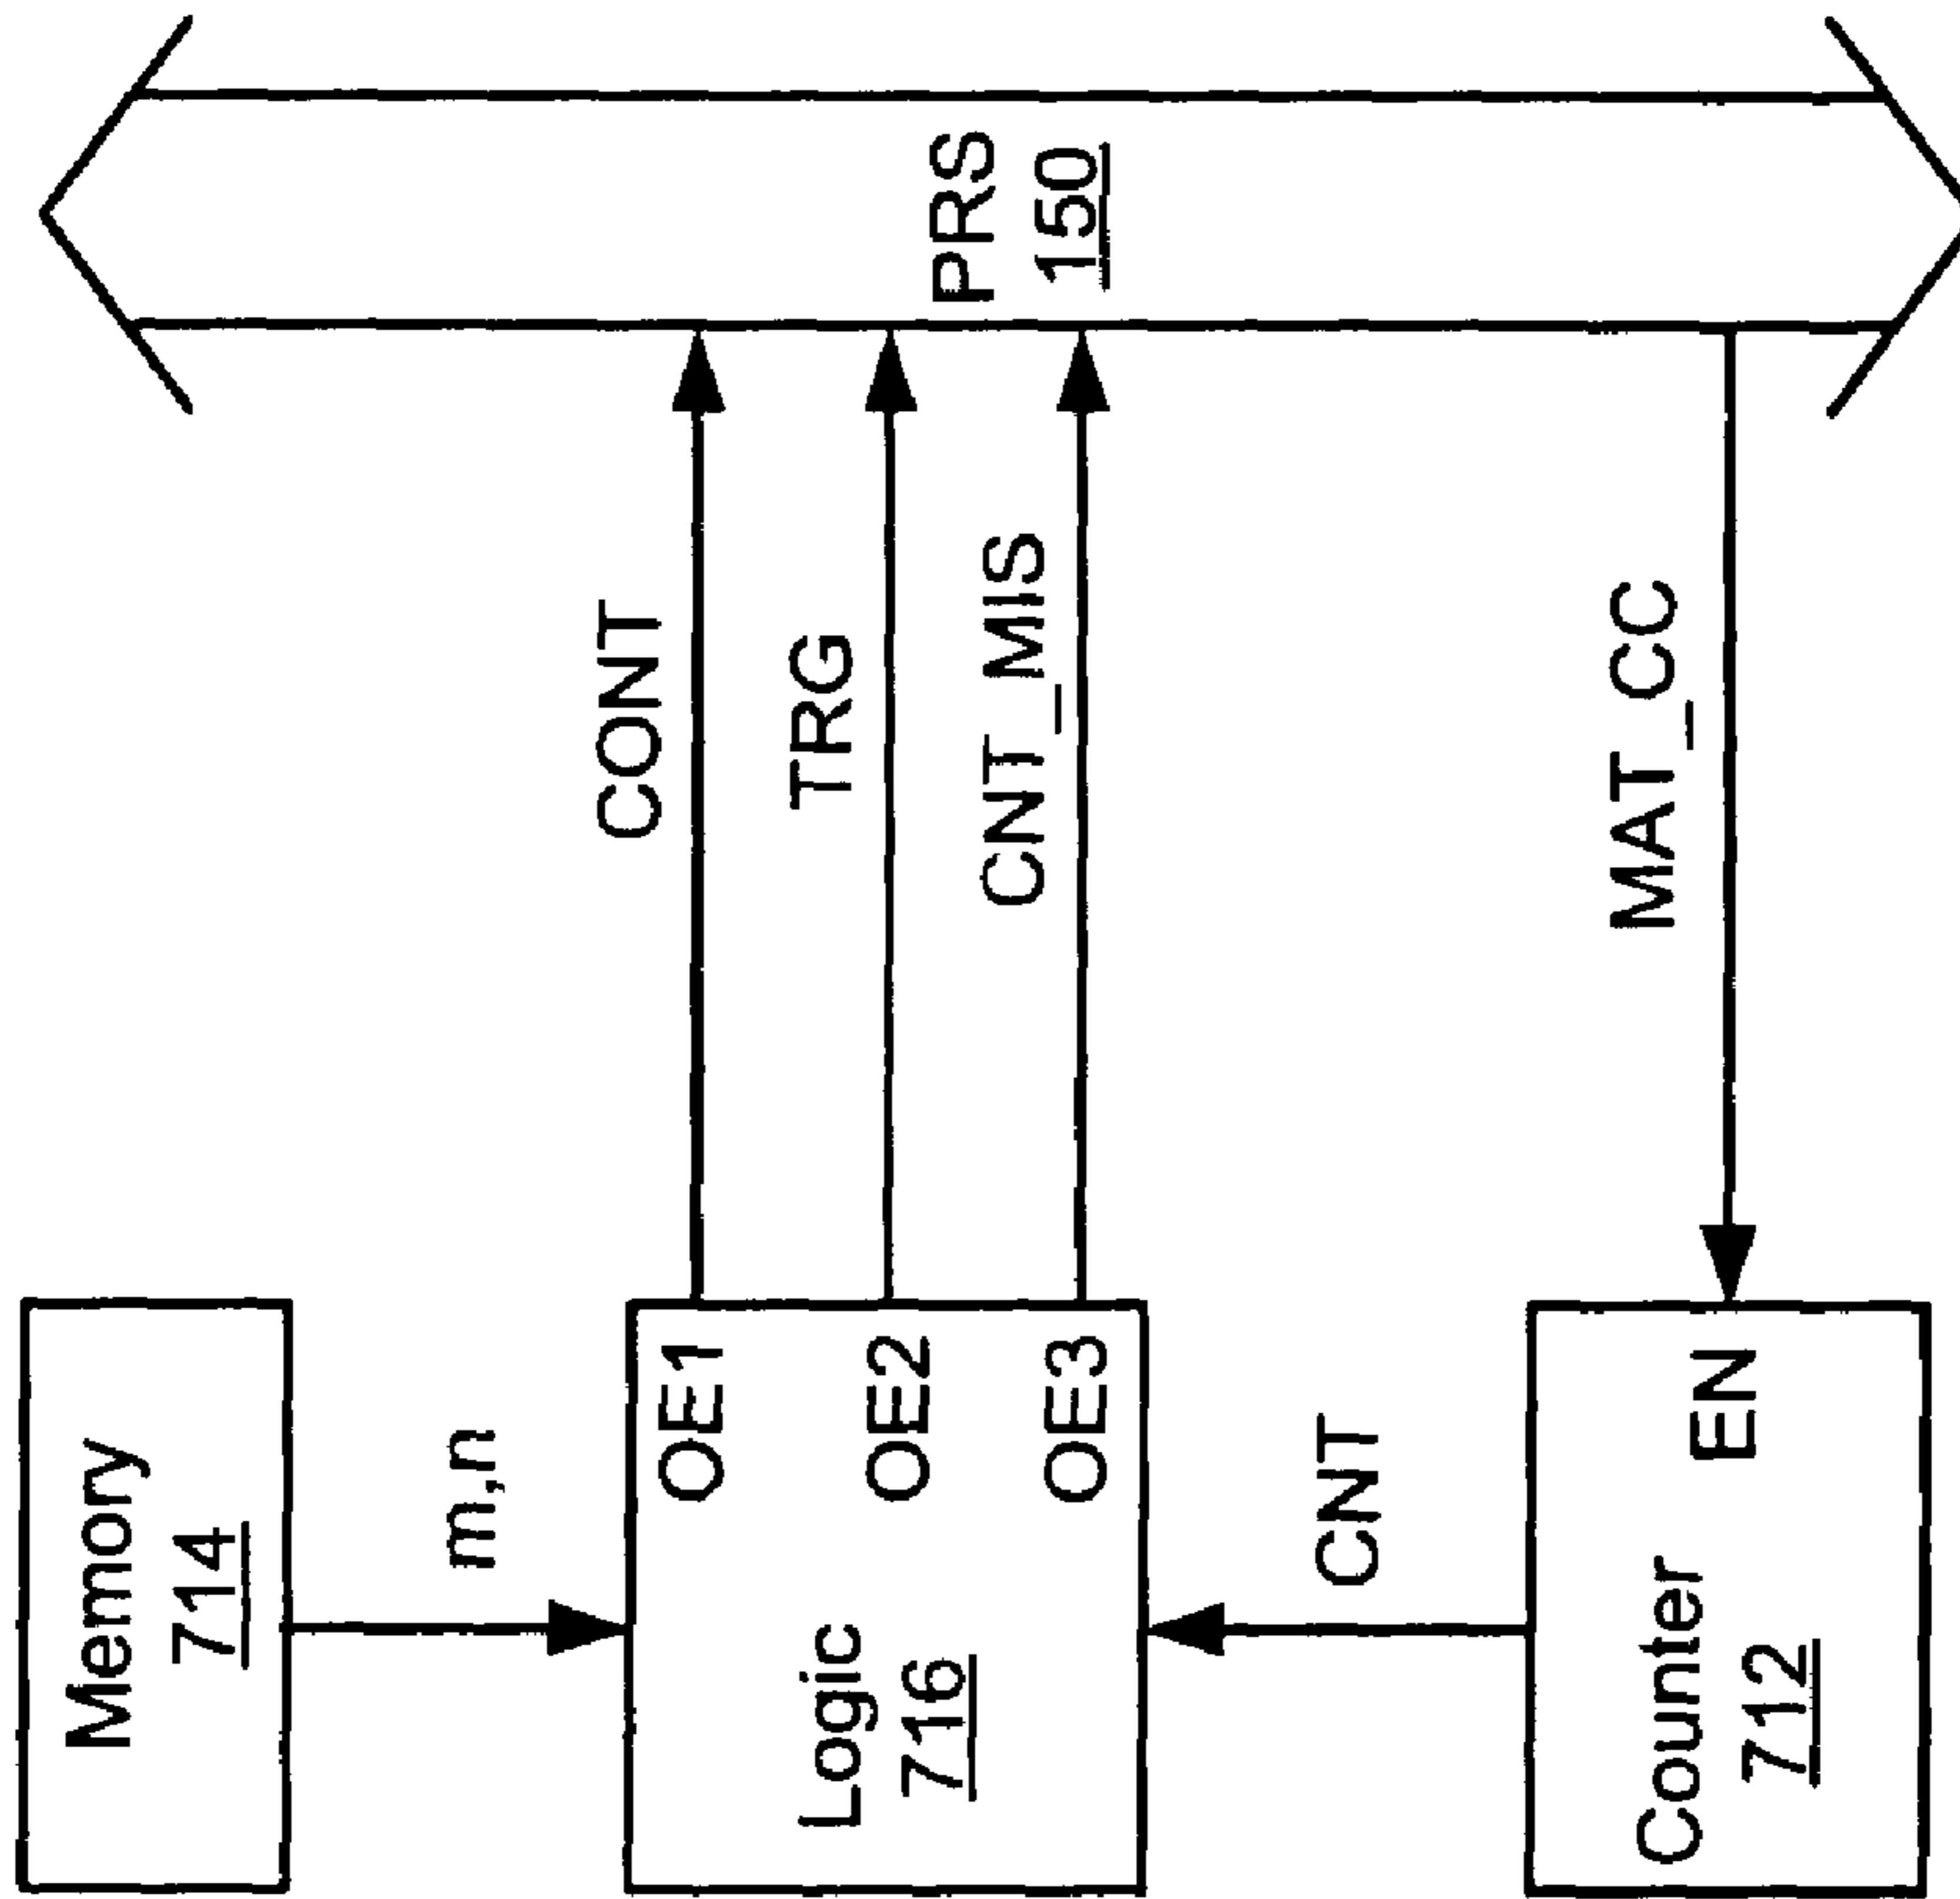 Memory
714
m,n
Logic
716
OE1
OE2
OE3
CNT
Counter
712
EN
CONT
TRG
CNT_MIS
MAT_CC
PRS
150